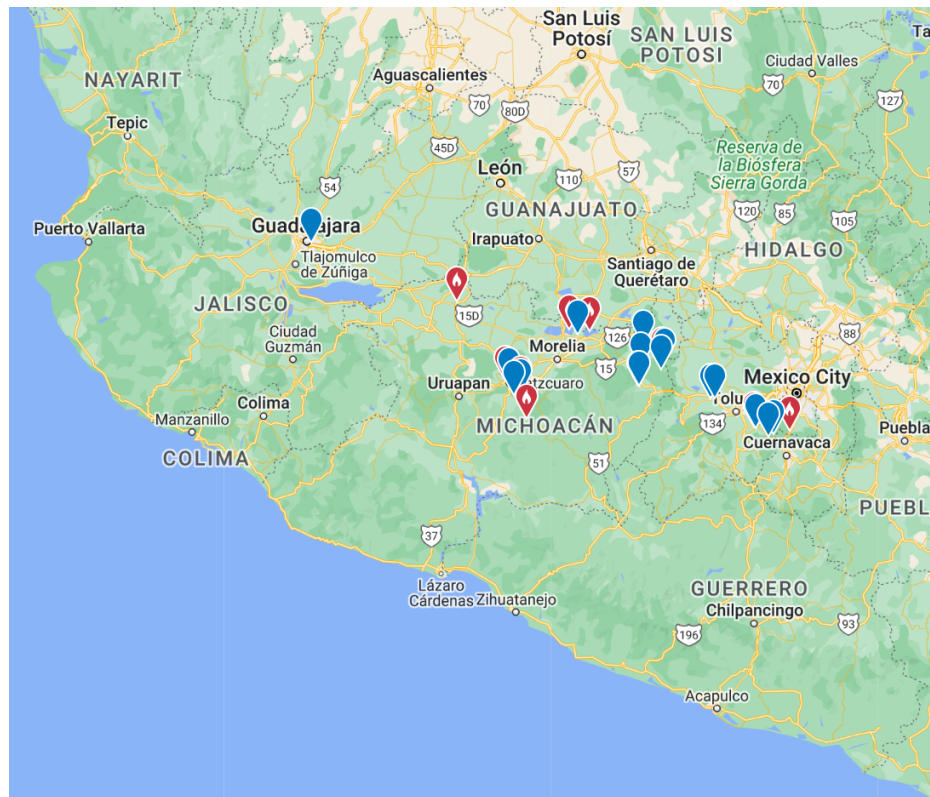 San Luis
Potosí
SAN LUIS
POTOSI
Ciudad Valles
NAYARIT
Aguascalientes
70
70
80D
127
Tepic
45D
Reserva de
la Biósfera
Sierra Gorda
León
110
57
54
GUANAJUATO
120
85
105
Puerto Vallarta
Irapuato
HIDALGO
Tlajomulco
de Zúñiga
Santiago de
Querétaro
JALISCO
15D
126
88
Ciudad
Guzmán
Morelia
15
Uruapan
Mexico City
Colima
Manzanillo
MICHOACÁN
134
Puebla
Cuernavaca
COLIMA
51
PUEBL
37
Lázaro
Cárdenas
Zihuatanejo
GUERRERO
Chilpancingo
93
196
Acapulco